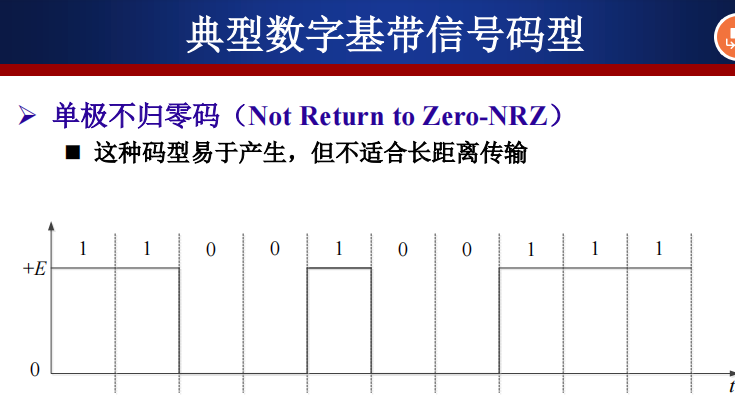 典型数字基带信号码型
➢ 单极不归零码（Not Return to Zero-NRZ）
■ 这种码型易于产生，但不适合长距离传输
1 1 0 0 1 0 0 1 1 1
+E
0
t